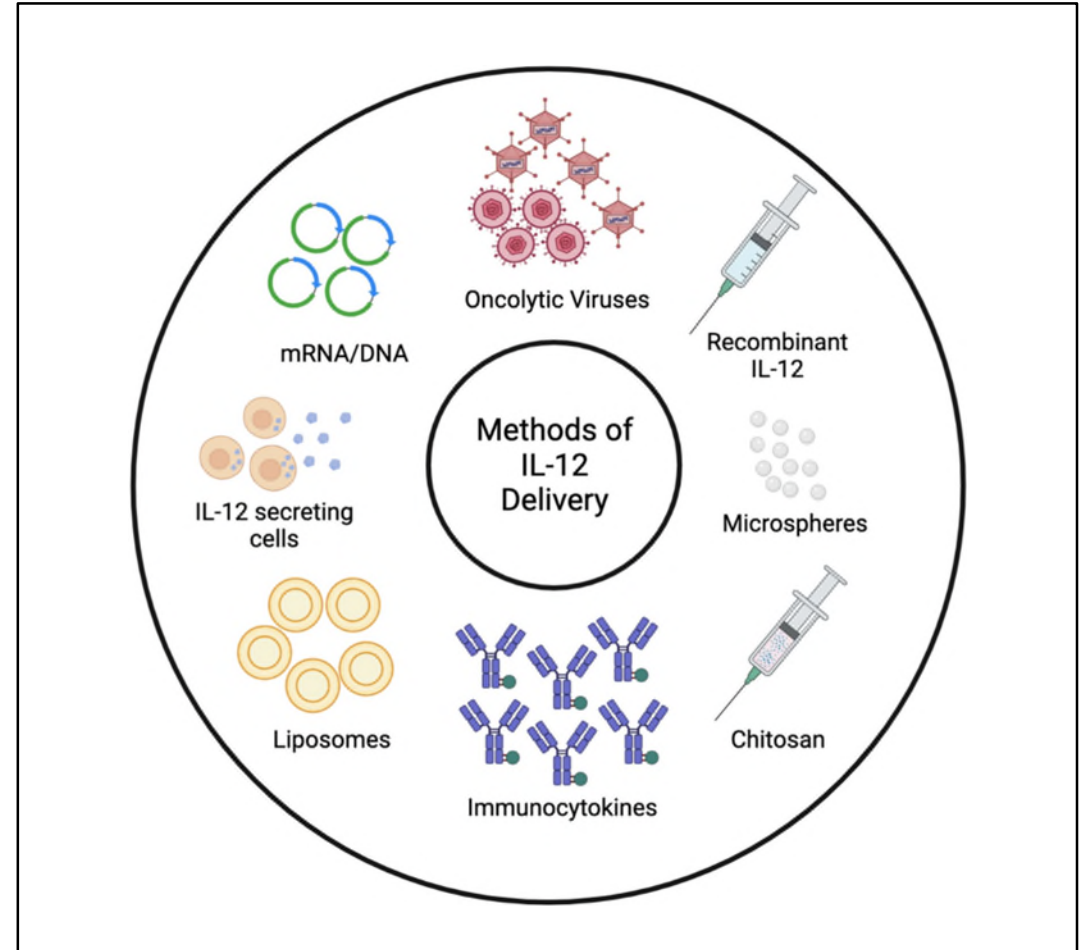 Oncolytic Viruses
Recombinant
IL-12
mRNA/DNA
Methods of
IL-12
Delivery
IL-12 secreting
cells
Microspheres
Liposomes
Chitosan
Immunocytokines